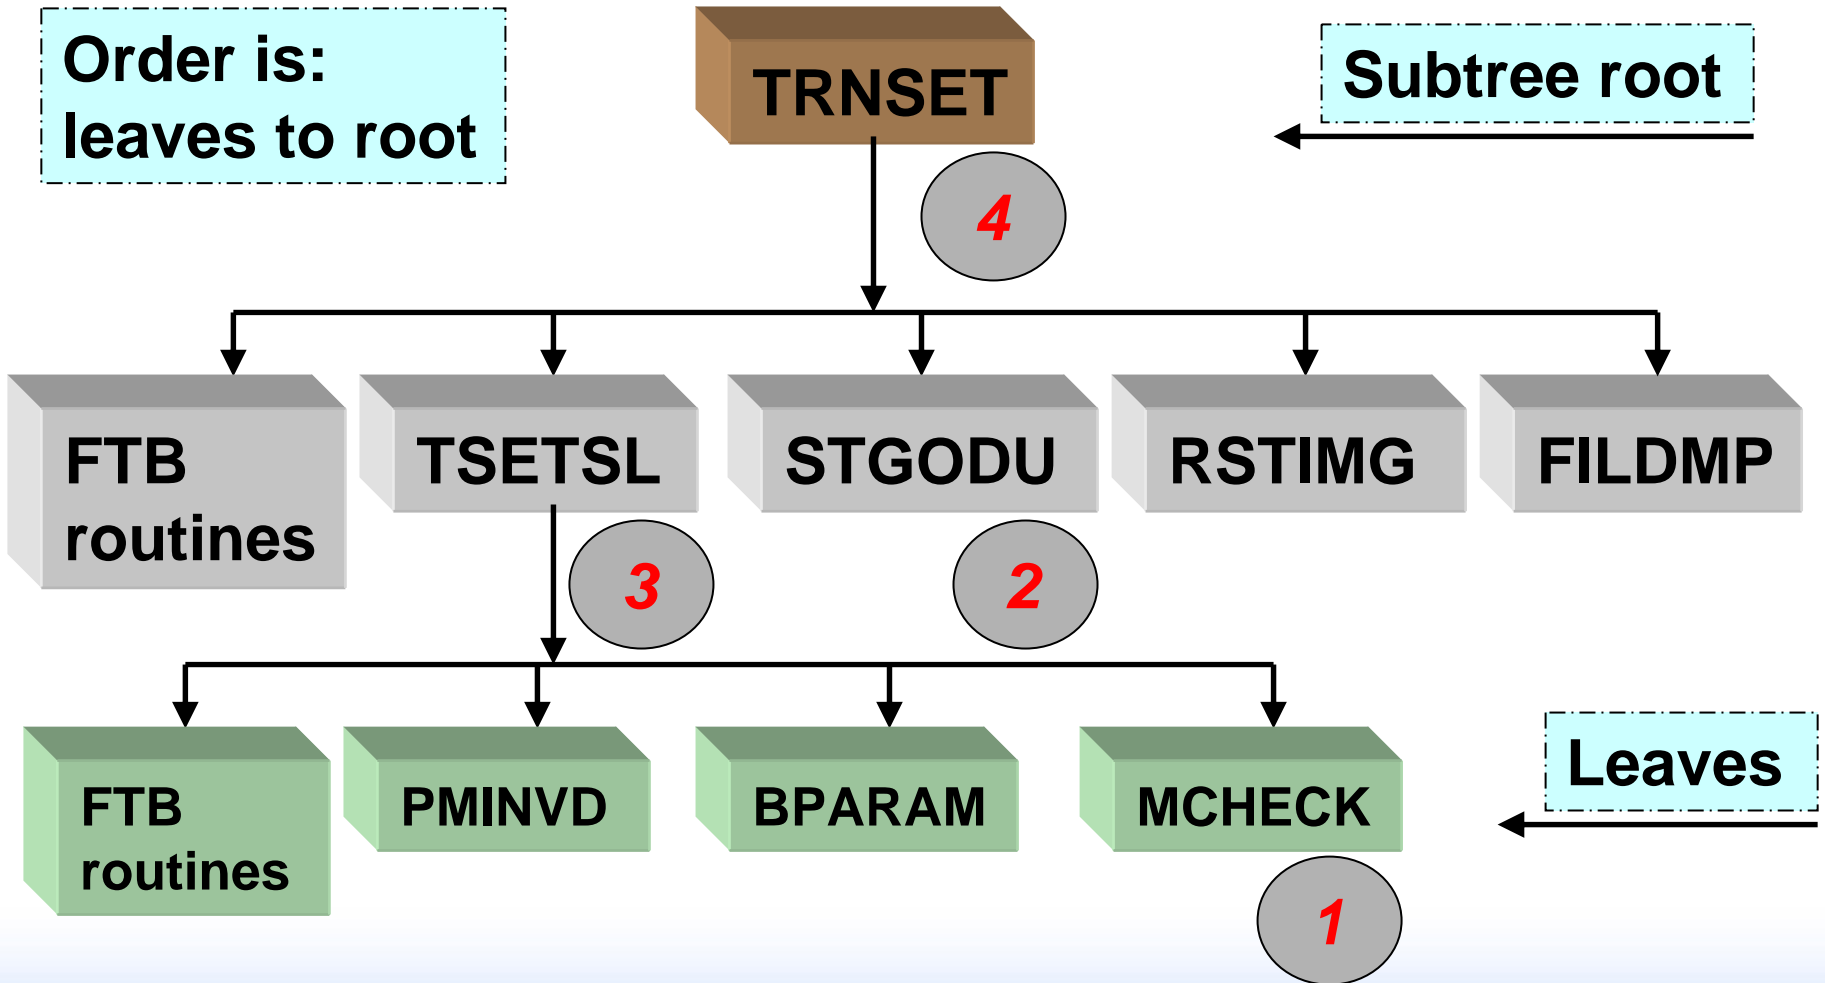 Order is:
leaves to root
TRNSET
Subtree root
4
FTB
routines
TSETSL
STGODU
RSTIMG
FILDMP
3
2
FTB
routines
PMINVD
BPARAM
MCHECK
Leaves
1